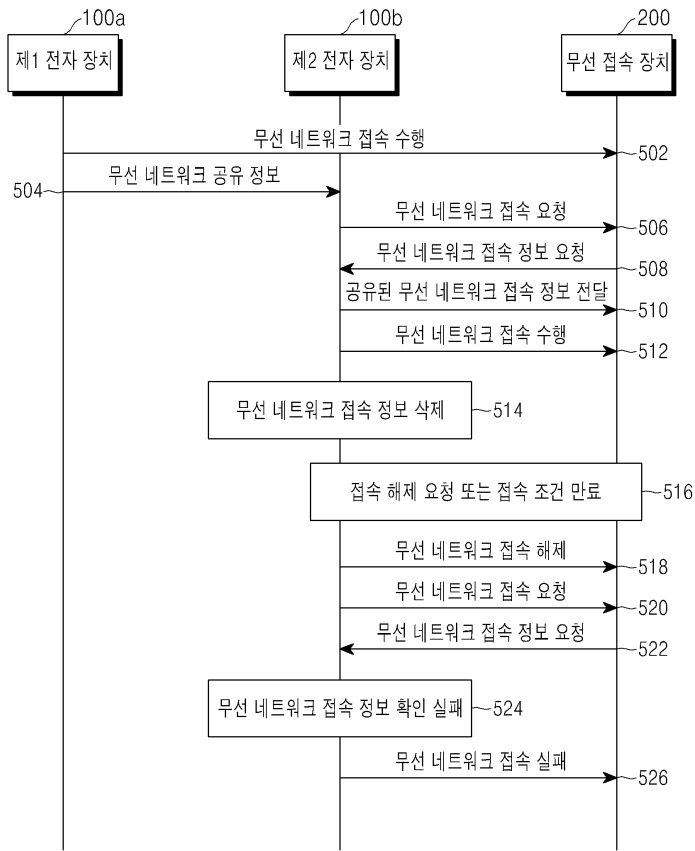 100a
100b
200
제1 전자 장치
제2 전자 장치
무선 접속 장치
무선 네트워크 접속 수행
502
504
무선 네트워크 공유 정보
무선 네트워크 접속 요청
506
무선 네트워크 접속 정보 요청
508
공유된 무선 네트워크 접속 정보 전달
510
무선 네트워크 접속 수행
512
무선 네트워크 접속 정보 삭제
514
접속 해제 요청 또는 접속 조건 만료
516
무선 네트워크 접속 해제
518
무선 네트워크 접속 요청
520
무선 네트워크 접속 정보 요청
522
무선 네트워크 접속 정보 확인 실패
524
무선 네트워크 접속 실패
526